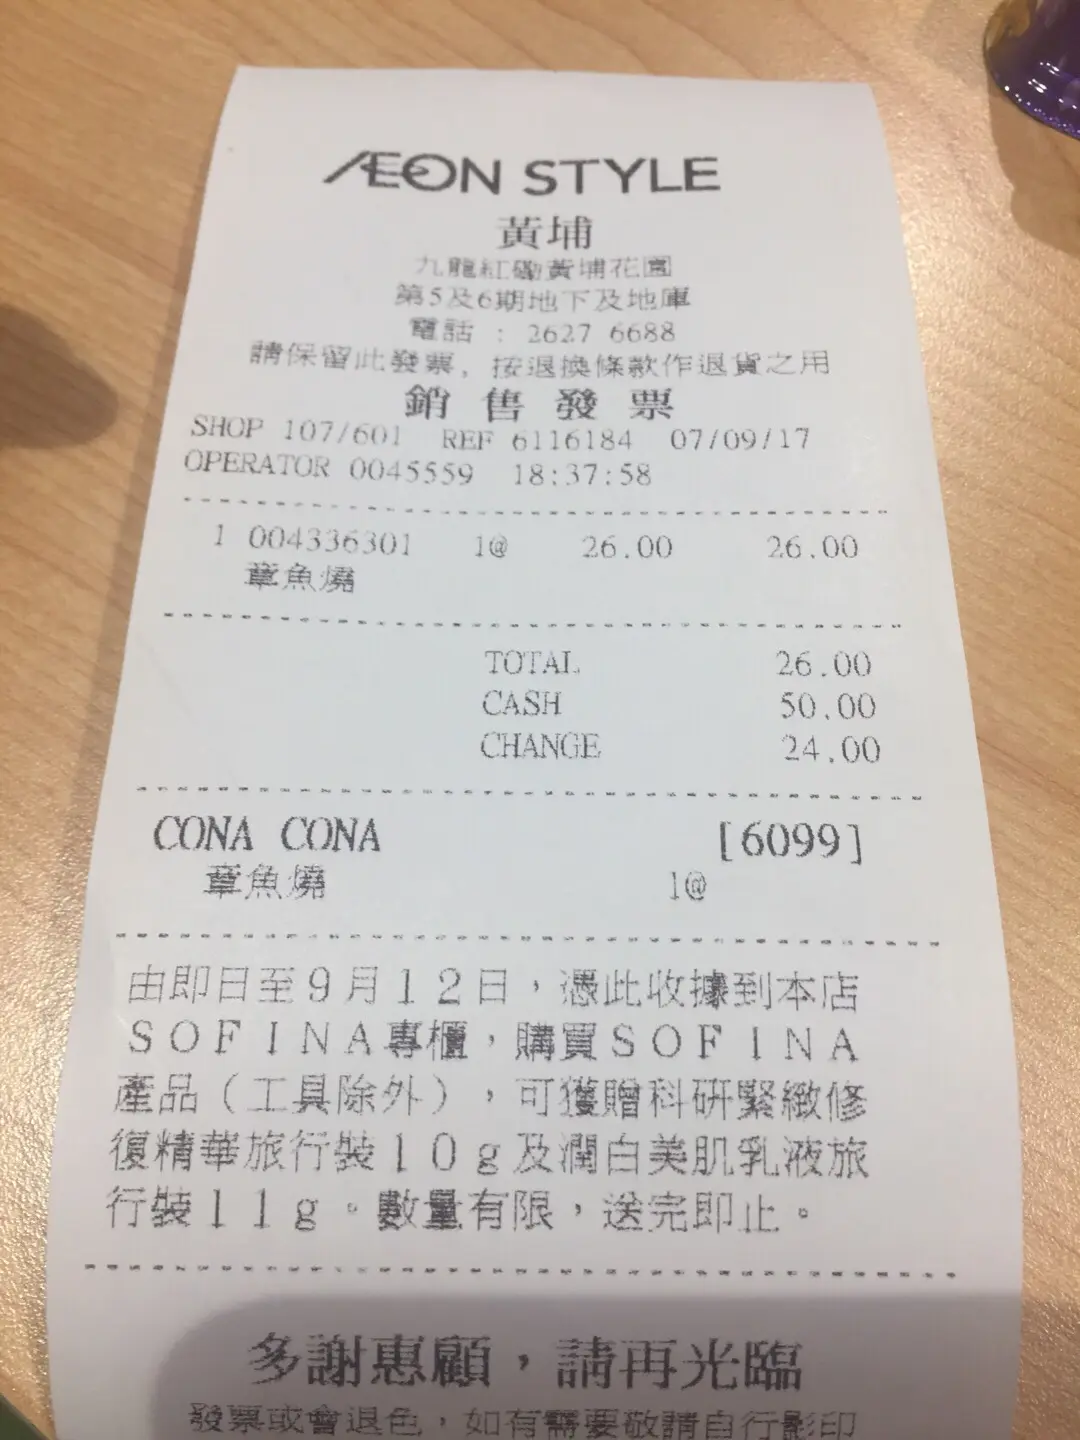 ÆON STYLE
黃埔
九龍紅磡黃埔花園
第5及6期地下及地庫
電話 : 2627 6688
請保留此發票, 按退換條款作退貨之用
銷售發票
SHOP 107/601 REF 6116184 07/09/17
OPERATOR 0045559 18:37:58
1 004336301 1@ 26.00 26.00
章魚燒
TOTAL 26.00
CASH 50.00
CHANGE 24.00
CONA CONA [6099]
章魚燒 1@
由即日至9月12日，憑此收據到本店
SOFINA專櫃，購買SOFINA
產品（工具除外），可獲贈科研緊緻修
復精華旅行裝10g及潤白美肌乳液旅
行裝11g。數量有限，送完即止。
多謝惠顧，請再光臨
發票或會退色，如有需要敬請自行影印